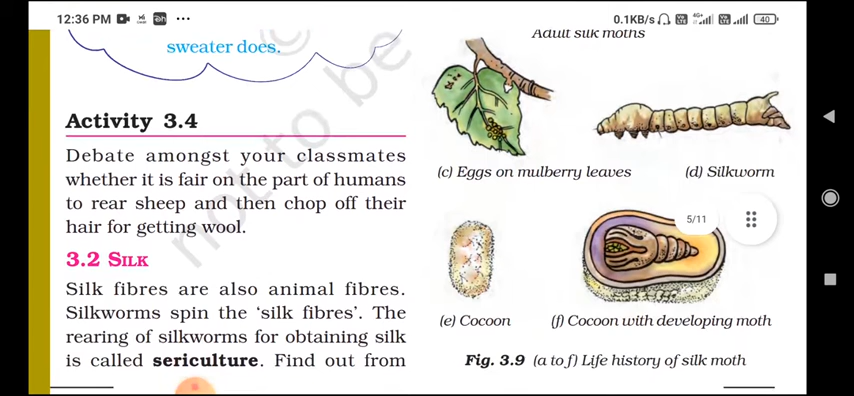 12:36 PM
0.1KB/s
4G+
40
sweater does.
Activity 3.4
Debate amongst your classmates
whether it is fair on the part of humans
to rear sheep and then chop off their
hair for getting wool.
3.2 SILK
Silk fibres are also animal fibres.
Silkworms spin the ‘silk fibres’. The
rearing of silkworms for obtaining silk
is called sericulture. Find out from
Adult silk moths
(c) Eggs on mulberry leaves
(d) Silkworm
5/11
(e) Cocoon
(f) Cocoon with developing moth
Fig. 3.9 (a to f) Life history of silk moth
©
not to be